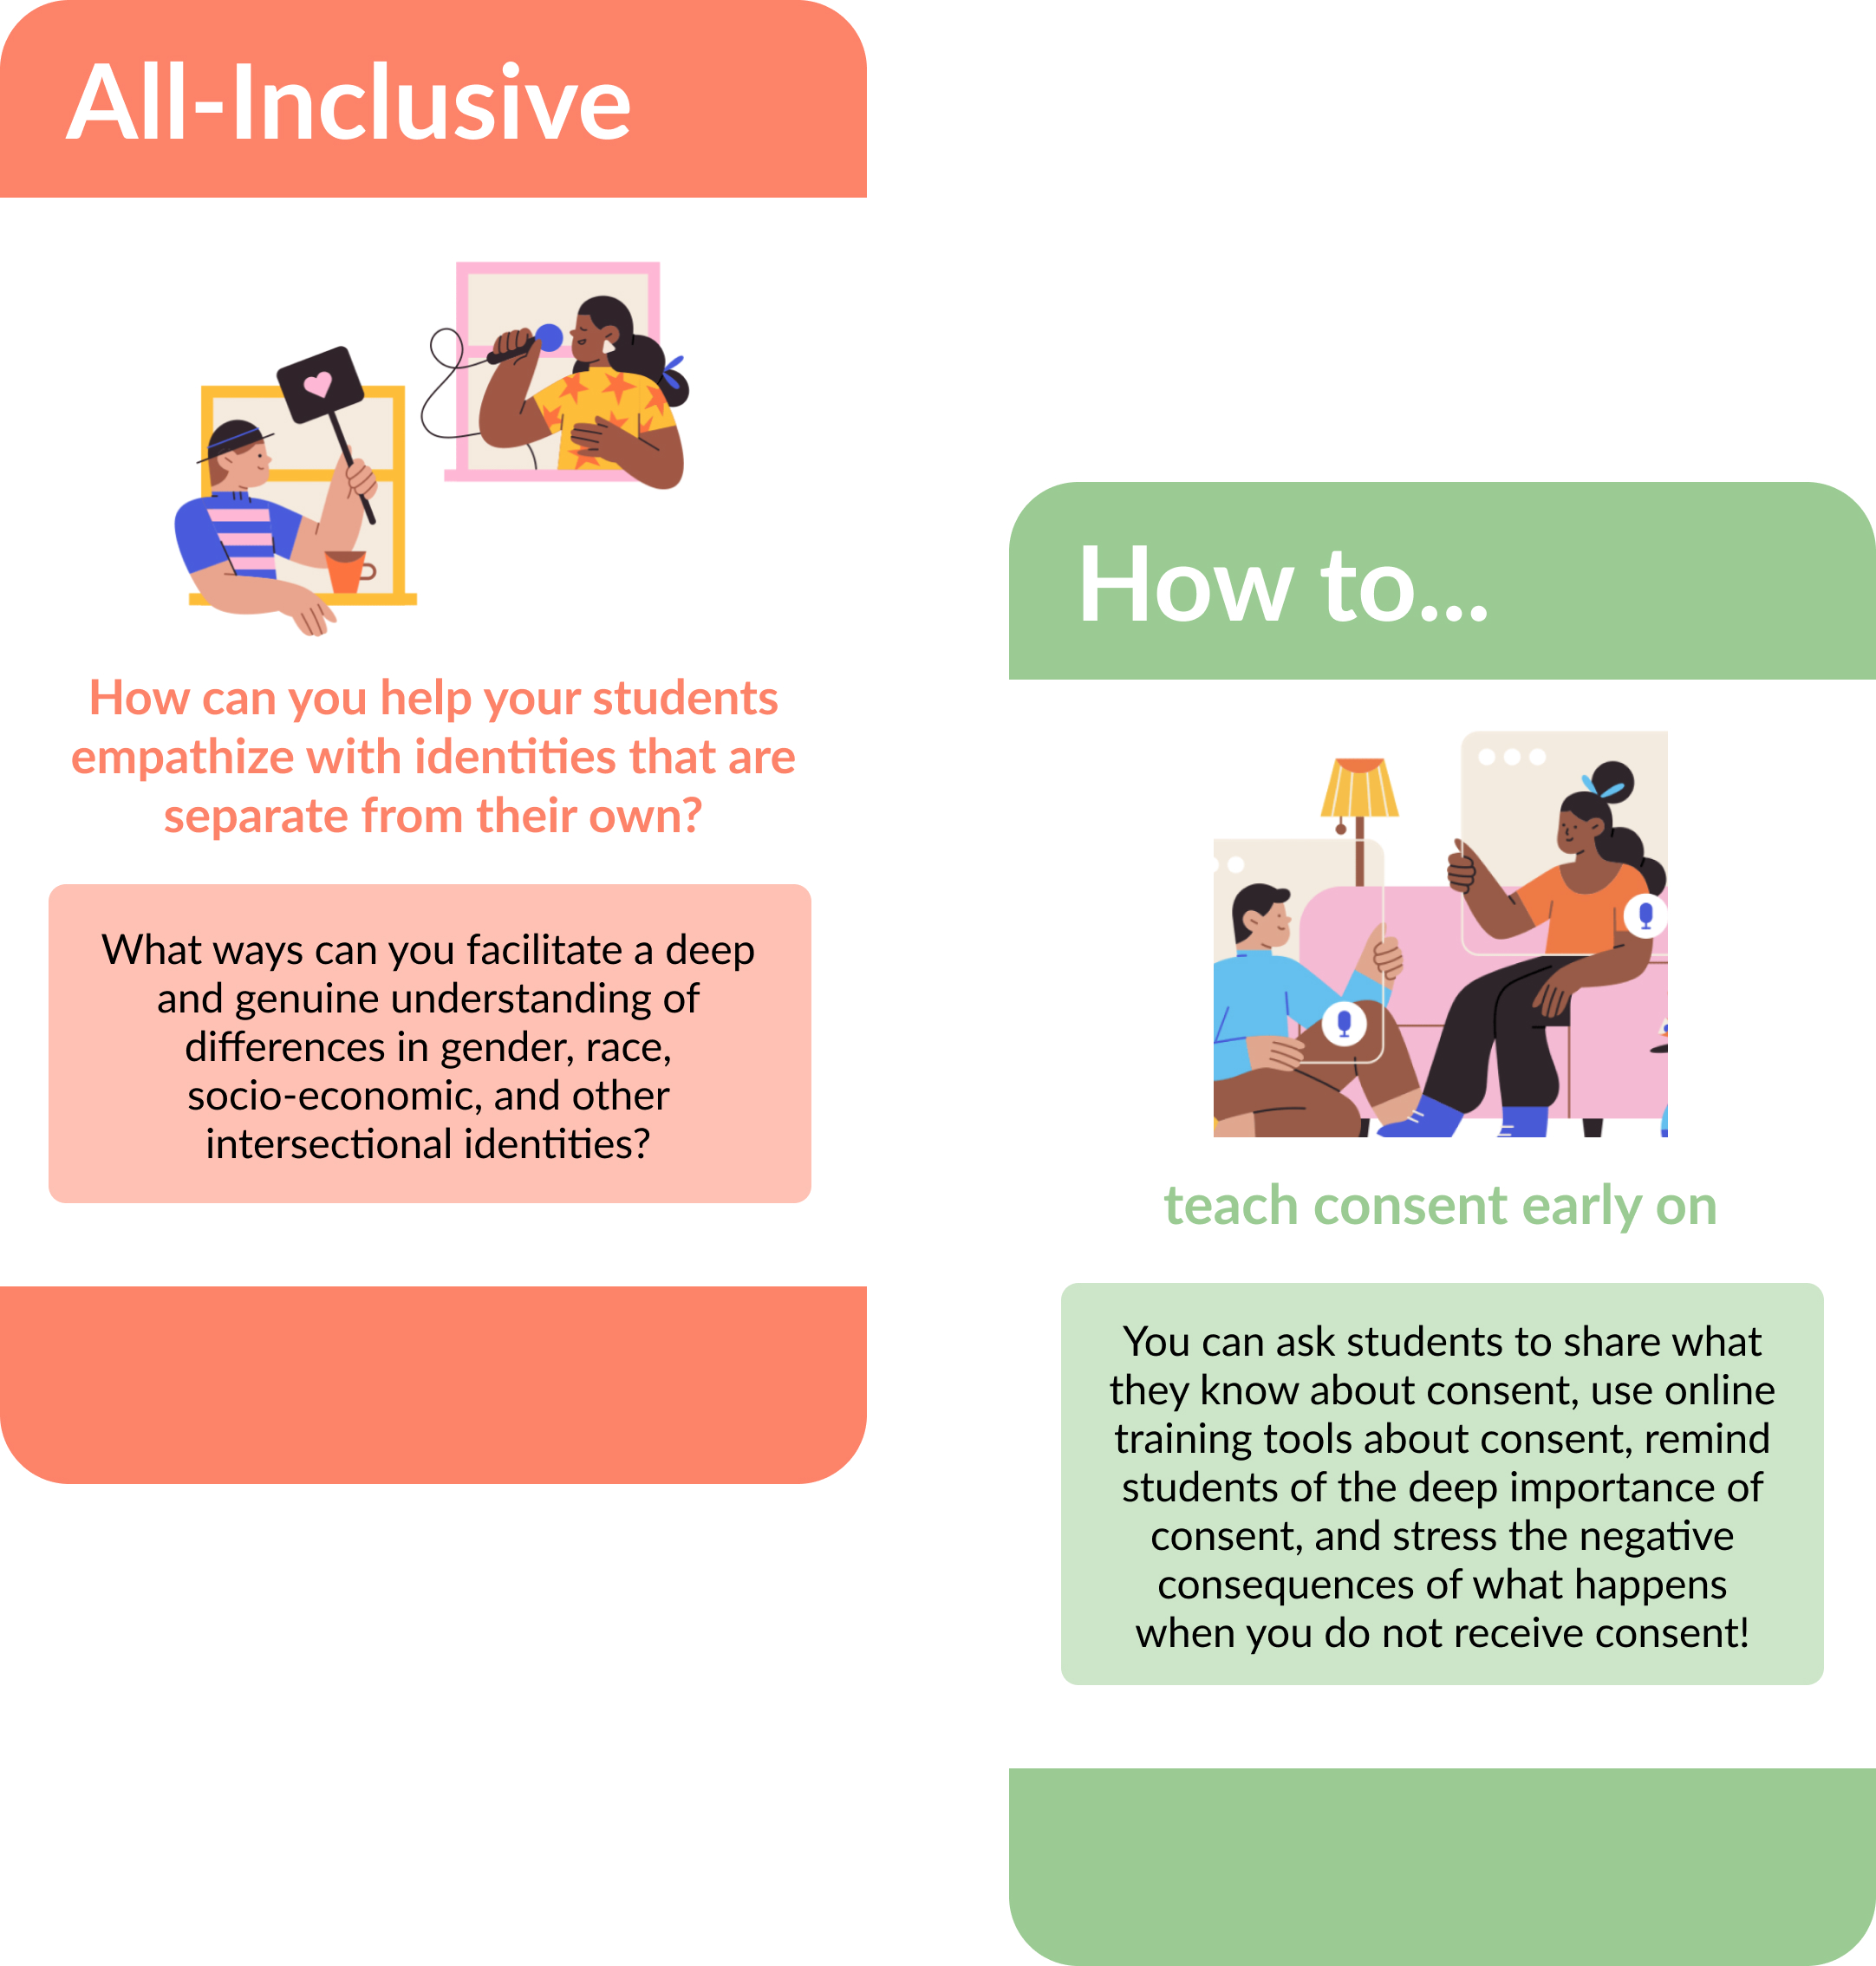 All-Inclusive
How can you help your students
empathize with identities that are
separate from their own?
What ways can you facilitate a deep
and genuine understanding of
differences in gender, race,
socio-economic, and other
intersectional identities?
How to...
teach consent early on
You can ask students to share what
they know about consent, use online
training tools about consent, remind
students of the deep importance of
consent, and stress the negative
consequences of what happens
when you do not receive consent!